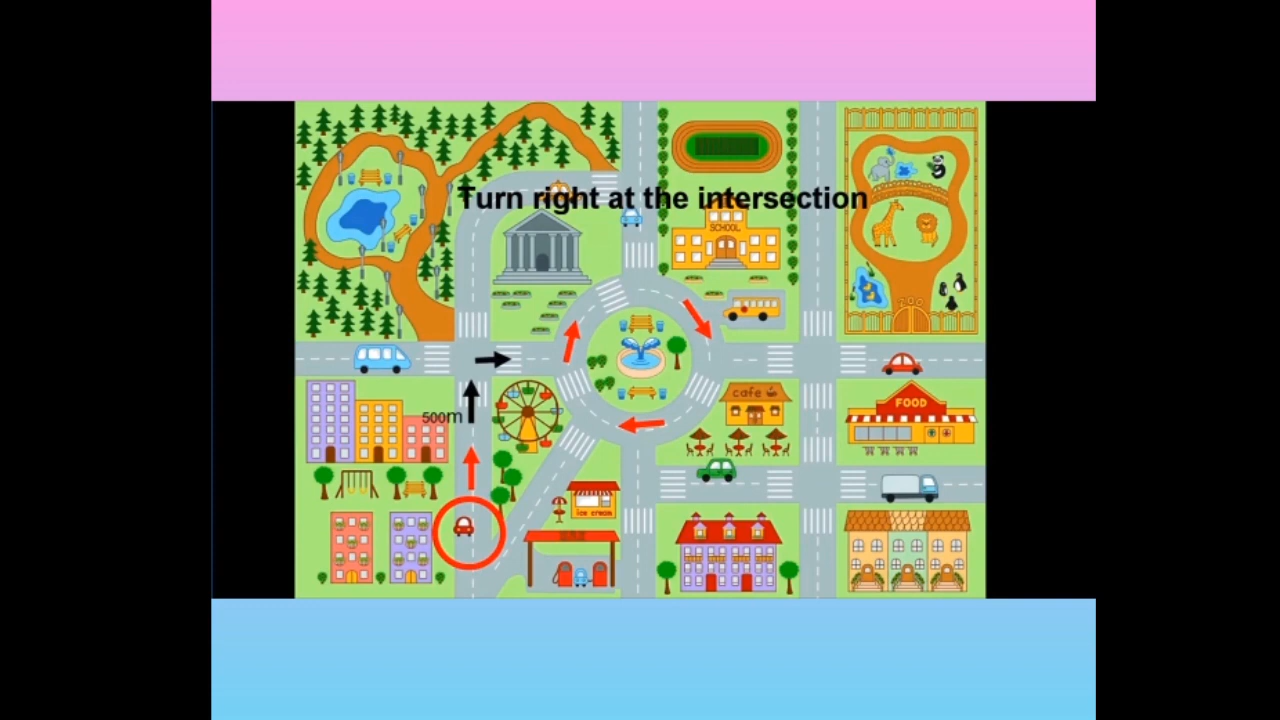 Turn right at the intersection
SCHOOL
ZOO
cafe
FOOD
500m
ice cream